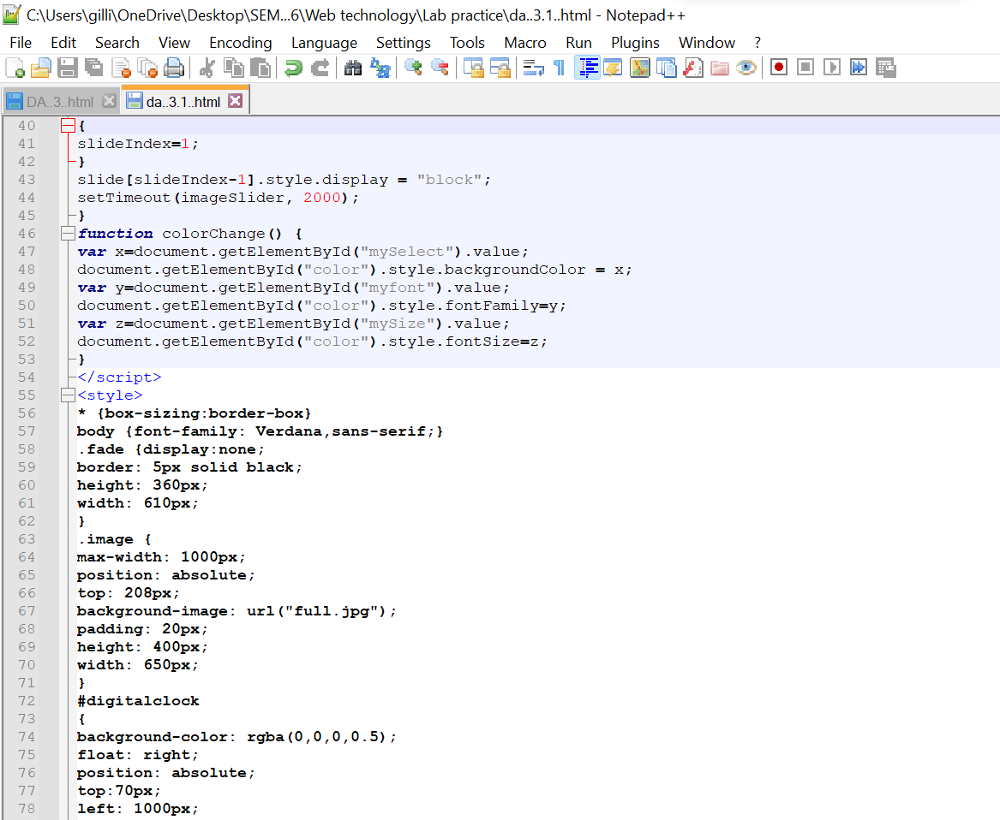 C:\Users\gilli\OneDrive\Desktop\SEM...6\Web technology\Lab practice\da..3.1..html - Notepad++
File Edit Search View Encoding Language Settings Tools Macro Run Plugins Window ?
DA..3..html da..3.1..html
40 {
41 slideIndex=1;
42 }
43 slide[slideIndex-1].style.display = "block";
44 setTimeout(imageSlider, 2000);
45 }
46 function colorChange() {
47 var x=document.getElementById("mySelect").value;
48 document.getElementById("color").style.backgroundColor = x;
49 var y=document.getElementById("myfont").value;
50 document.getElementById("color").style.fontFamily=y;
51 var z=document.getElementById("mySize").value;
52 document.getElementById("color").style.fontSize=z;
53 }
54 </script>
55 <style>
56 * {box-sizing:border-box}
57 body {font-family: Verdana,sans-serif;}
58 .fade {display:none;
59 border: 5px solid black;
60 height: 360px;
61 width: 610px;
62 }
63 .image {
64 max-width: 1000px;
65 position: absolute;
66 top: 208px;
67 background-image: url("full.jpg");
68 padding: 20px;
69 height: 400px;
70 width: 650px;
71 }
72 #digitalclock
73 {
74 background-color: rgba(0,0,0,0.5);
75 float: right;
76 position: absolute;
77 top:70px;
78 left: 1000px;